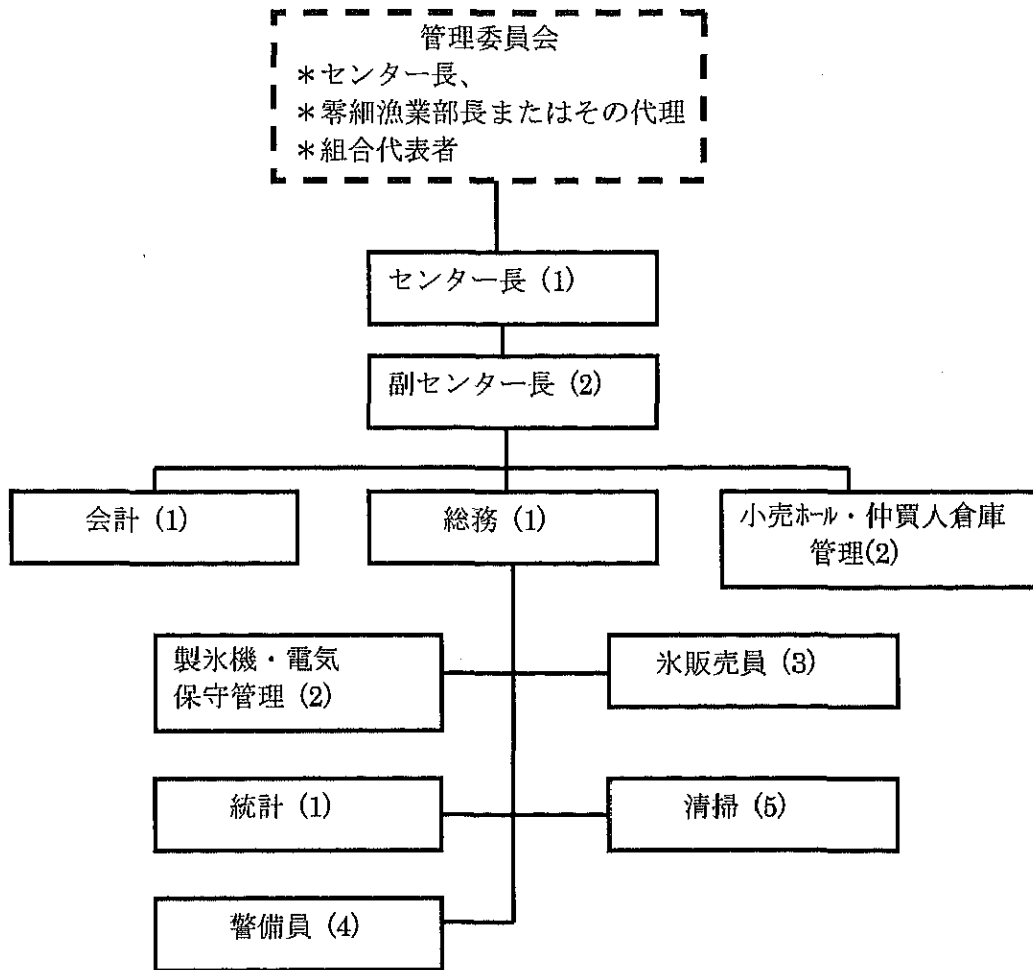 管理委員会
＊センター長、
＊零細漁業部長またはその代理
＊組合代表者
センター長 (1)
副センター長 (2)
会計 (1)
総務 (1)
小売ﾎｰﾙ・仲買人倉庫
管理(2)
製氷機・電気
保守管理 (2)
氷販売員 (3)
統計 (1)
清掃 (5)
警備員 (4)